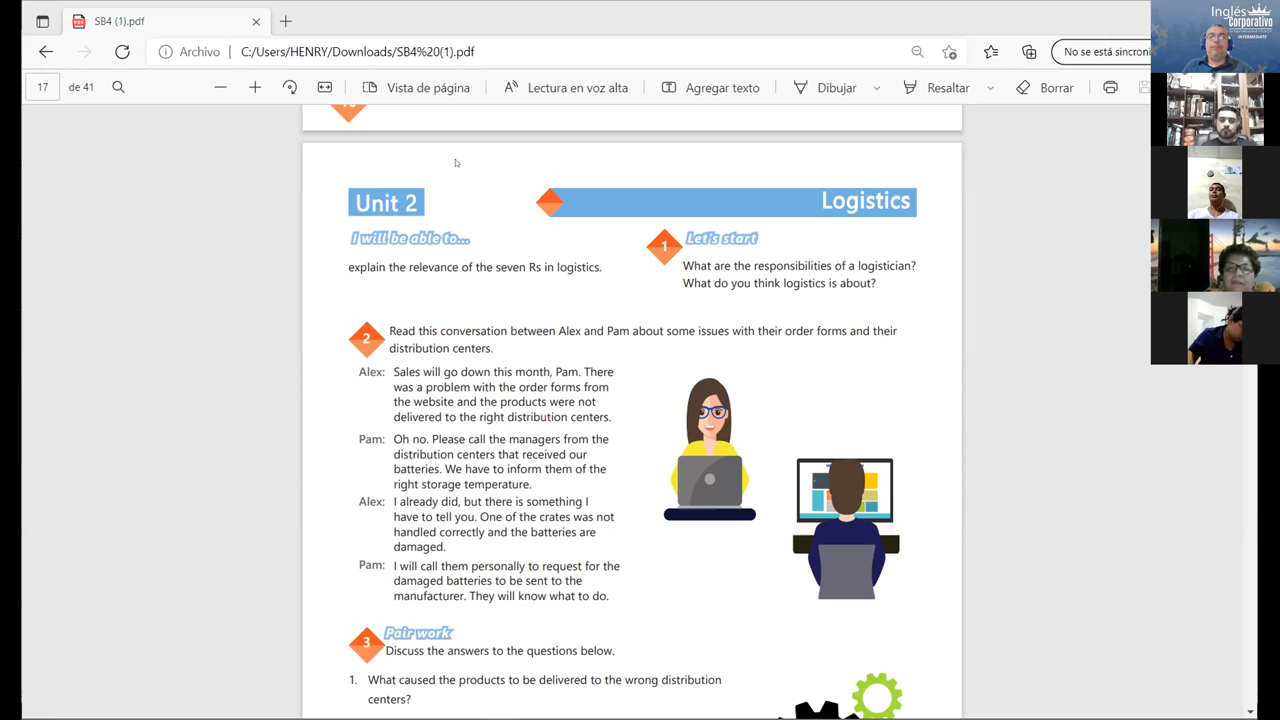 SB4 (1).pdf
Archivo
C:/Users/HENRY/Downloads/SB4%20(1).pdf
No se está sincroni
Inglés
Corporativo
INTERMEDIATE
17
de 41
Vista de página
Lectura en voz alta
Agregar texto
Dibujar
Resaltar
Borrar
Unit 2
Logistics
I will be able to...
explain the relevance of the seven Rs in logistics.
1
Let's start
What are the responsibilities of a logistician?
What do you think logistics is about?
2
Read this conversation between Alex and Pam about some issues with their order forms and their
distribution centers.
Alex: Sales will go down this month, Pam. There
was a problem with the order forms from
the website and the products were not
delivered to the right distribution centers.
Pam: Oh no. Please call the managers from the
distribution centers that received our
batteries. We have to inform them of the
right storage temperature.
Alex: I already did, but there is something I
have to tell you. One of the crates was not
handled correctly and the batteries are
damaged.
Pam: I will call them personally to request for the
damaged batteries to be sent to the
manufacturer. They will know what to do.
3
Pair work
Discuss the answers to the questions below.
1. What caused the products to be delivered to the wrong distribution
centers?